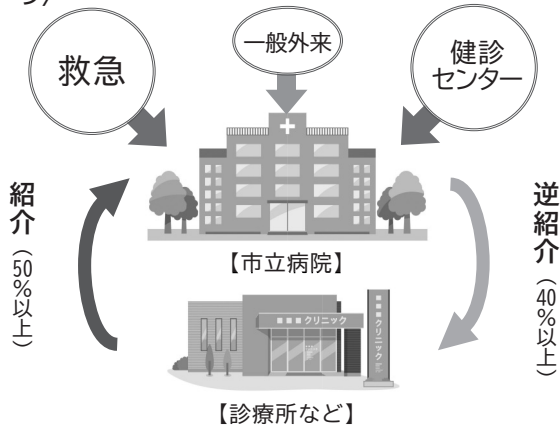 う）
救急
一般外来
健診
センター
紹介（50％以上）
逆紹介（40％以上）
【市立病院】
■■■クリニック
■■■クリニック
【診療所など】